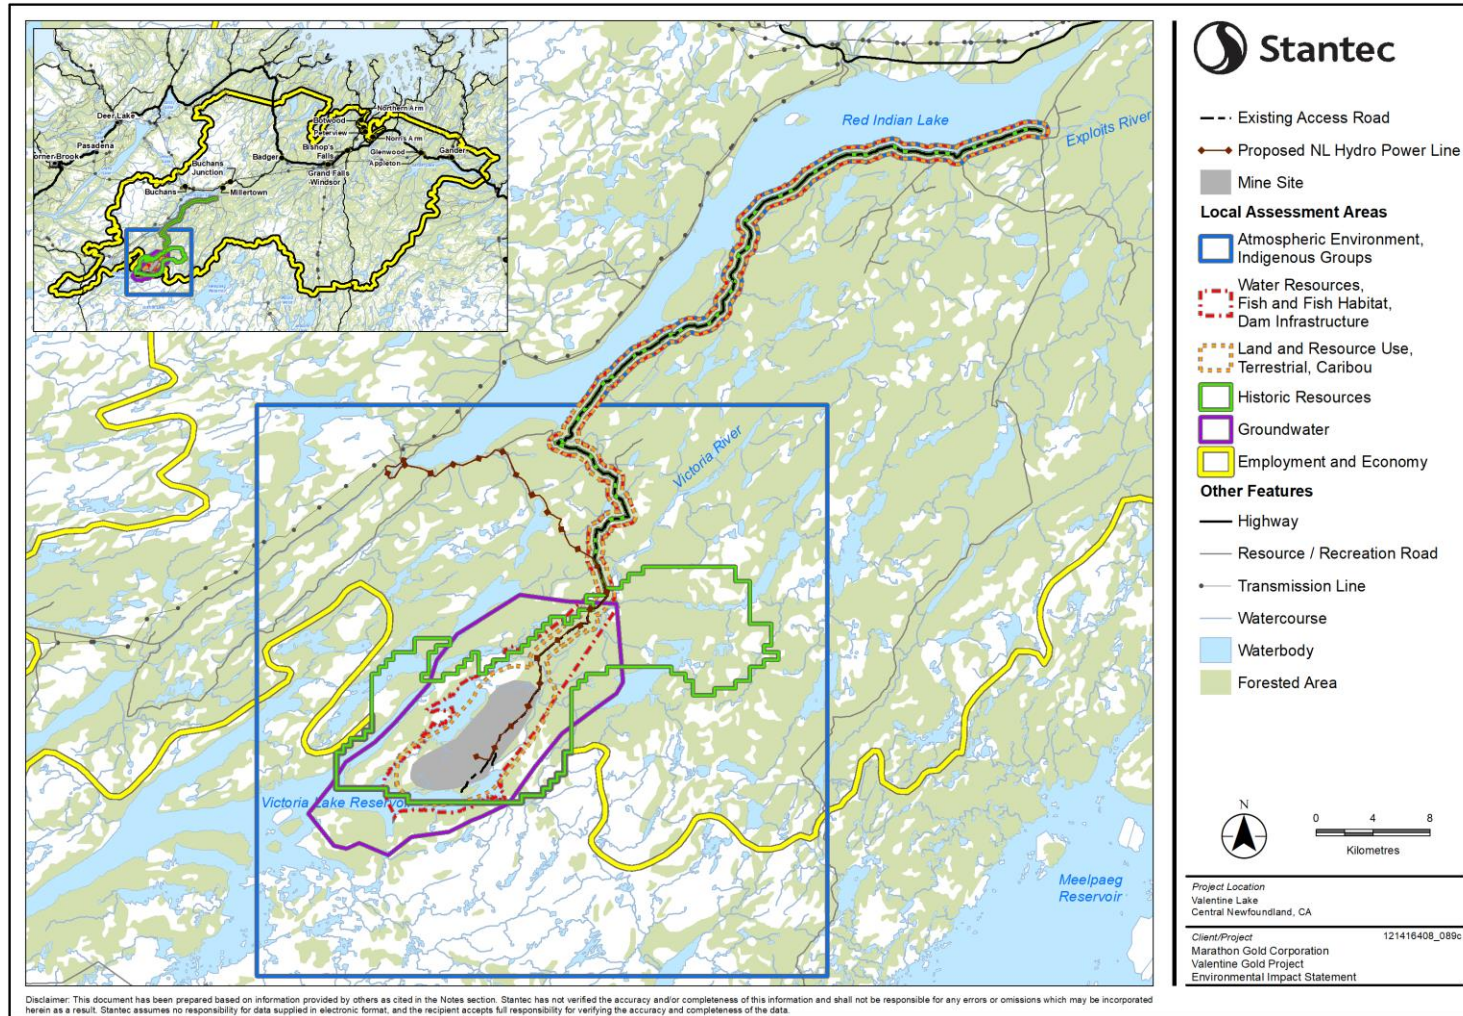 Northern Arm
Botwood
Peterview
Deer Lake
Norris Arm
Pasadena
Bishop's
Falls
Glenwood
Gander
Corner Brook
Badger
Appleton
Buchans
Junction
Grand Falls
-Windsor
Buchans
Millertown
Red Indian Lake
Exploits River
Victoria River
Victoria Lake Reservoir
Meelpaeg
Reservoir
Stantec
Existing Access Road
Proposed NL Hydro Power Line
Mine Site
Local Assessment Areas
Atmospheric Environment,
Indigenous Groups
Water Resources,
Fish and Fish Habitat,
Dam Infrastructure
Land and Resource Use,
Terrestrial, Caribou
Historic Resources
Groundwater
Employment and Economy
Other Features
Highway
Resource / Recreation Road
Transmission Line
Watercourse
Waterbody
Forested Area
N
0 4 8
Kilometres
Project Location
Valentine Lake
Central Newfoundland, CA
Client/Project 121416408_089c
Marathon Gold Corporation
Valentine Gold Project
Environmental Impact Statement
Disclaimer: This document has been prepared based on information provided by others as cited in the Notes section. Stantec has not verified the accuracy and/or completeness of this information and shall not be responsible for any errors or omissions which may be incorporated
herein as a result. Stantec assumes no responsibility for data supplied in electronic format, and the recipient accepts full responsibility for verifying the accuracy and completeness of the data.